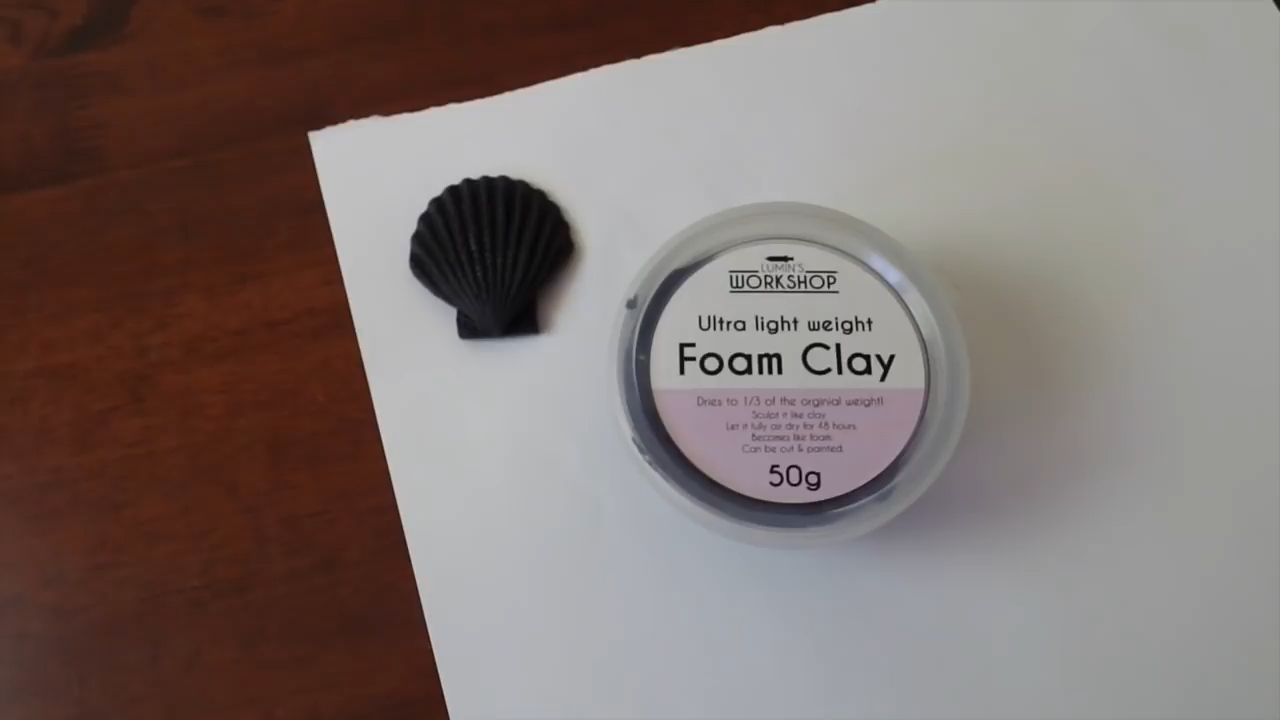 LUMIN'S
WORKSHOP
Ultra light weight
Foam Clay
Dries to 1/3 of the orginial weight!
Sculpt it like clay
Let it fully air dry for 48 hours.
Becomes like foam.
Can be cut & painted.
50g